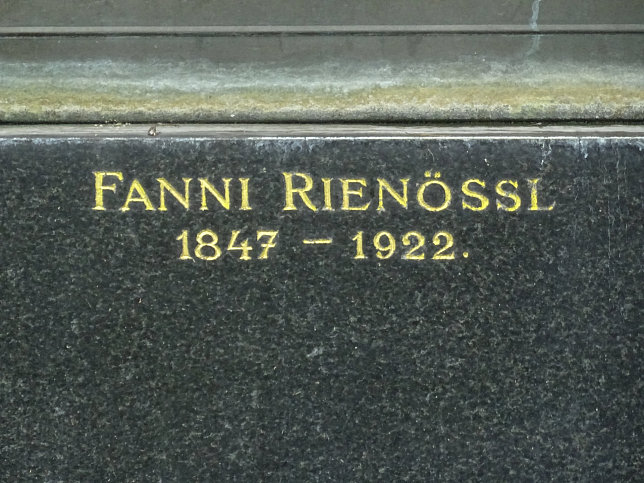 FANNI RIENÖSSL
1847 – 1922.